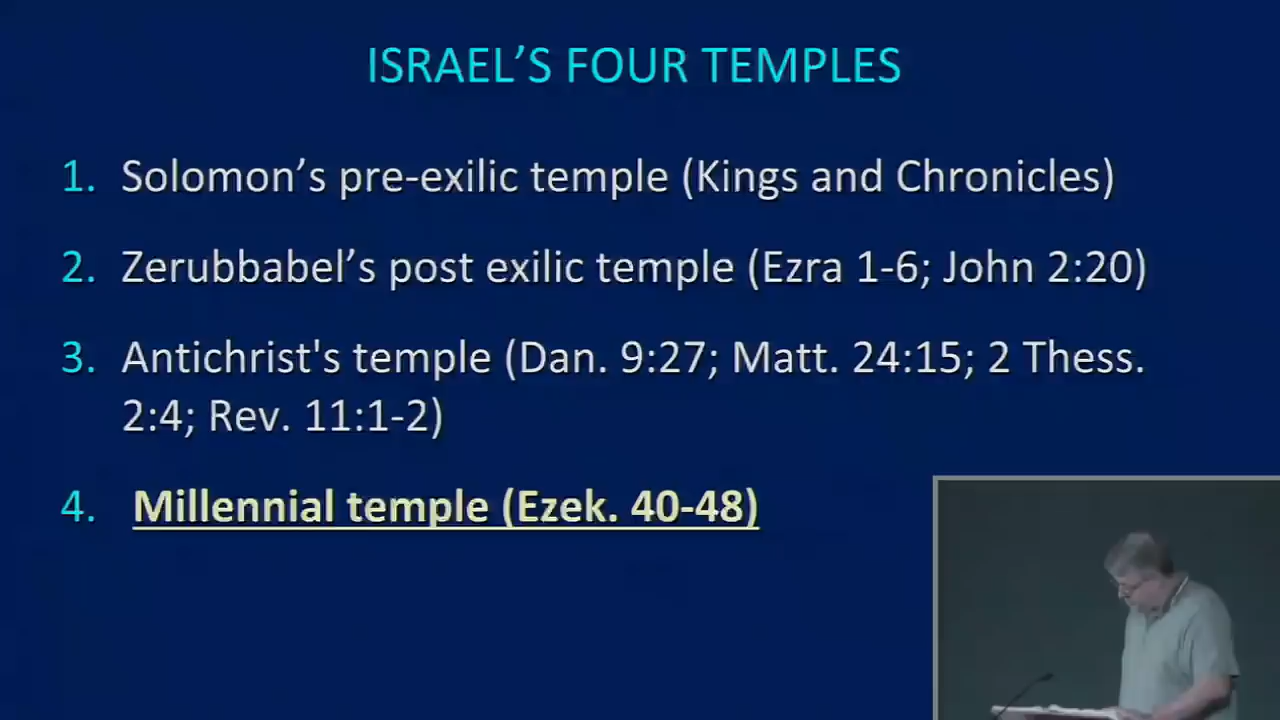 ISRAEL’S FOUR TEMPLES
1. Solomon’s pre-exilic temple (Kings and Chronicles)
2. Zerubbabel’s post exilic temple (Ezra 1-6; John 2:20)
3. Antichrist's temple (Dan. 9:27; Matt. 24:15; 2 Thess.
2:4; Rev. 11:1-2)
4. Millennial temple (Ezek. 40-48)